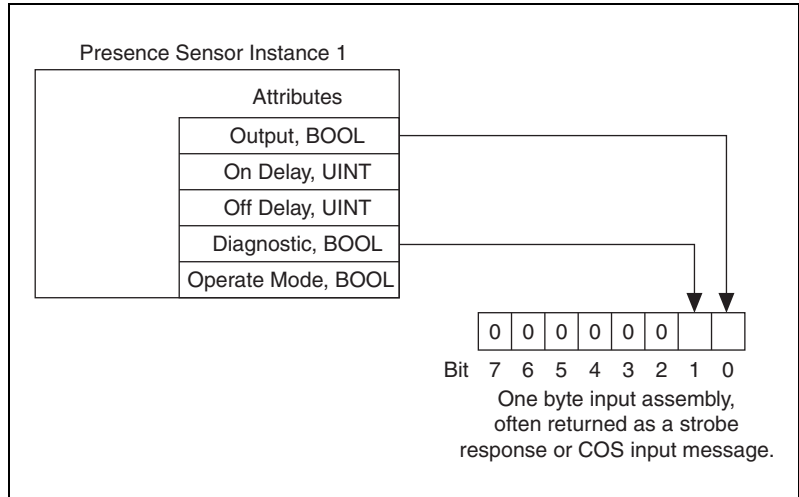 Presence Sensor Instance 1
Attributes
Output, BOOL
On Delay, UINT
Off Delay, UINT
Diagnostic, BOOL
Operate Mode, BOOL
0 0 0 0 0 0
Bit 7 6 5 4 3 2 1 0
One byte input assembly,
often returned as a strobe
response or COS input message.